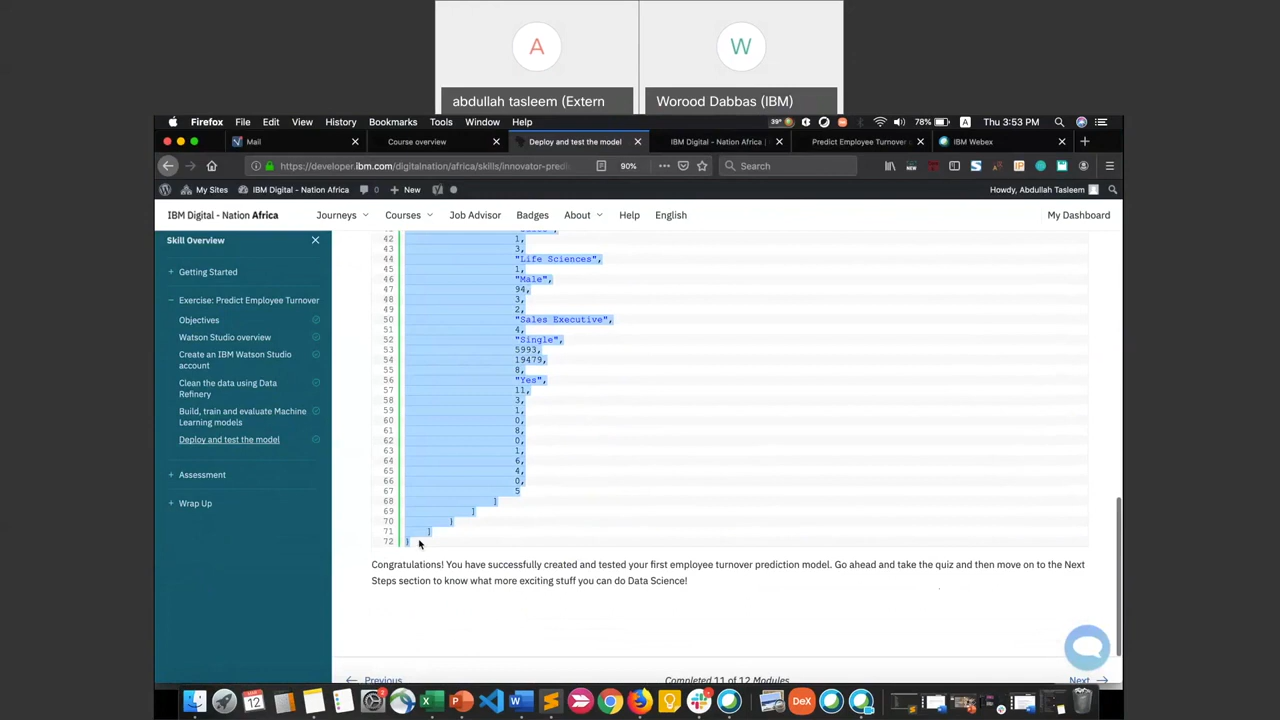 A
W
abdullah tasleem (Extern
Worood Dabbas (IBM)
Firefox File Edit View History Bookmarks Tools Window Help
39° 78% A Thu 3:53 PM
Mail
Course overview
Deploy and test the model
IBM Digital - Nation Africa |
Predict Employee Turnover
IBM Webex
https://developer.ibm.com/digitalnation/africa/skills/innovator-pred
90%
Search
My Sites IBM Digital - Nation Africa 0 New
Howdy, Abdullah Tasleem
IBM Digital - Nation Africa
Journeys Courses Job Advisor Badges About Help English
My Dashboard
Skill Overview
Getting Started
Exercise: Predict Employee Turnover
Objectives
Watson Studio overview
Create an IBM Watson Studio
account
Clean the data using Data
Refinery
Build, train and evaluate Machine
Learning models
Deploy and test the model
Assessment
Wrap Up
42 1,
43 3,
44 "Life Sciences",
45 1,
46 "Male",
47 94,
48 3,
49 2,
50 "Sales Executive",
51 4,
52 "Single",
53 5993,
54 19479,
55 8,
56 "Yes",
57 11,
58 3,
59 1,
60 0,
61 8,
62 0,
63 1,
64 6,
65 4,
66 0,
67 5
68 ]
69 ]
70 }
71 ]
72 }
Congratulations! You have successfully created and tested your first employee turnover prediction model. Go ahead and take the quiz and then move on to the Next
Steps section to know what more exciting stuff you can do Data Science!
Previous
Completed 11 of 12 Modules
Next